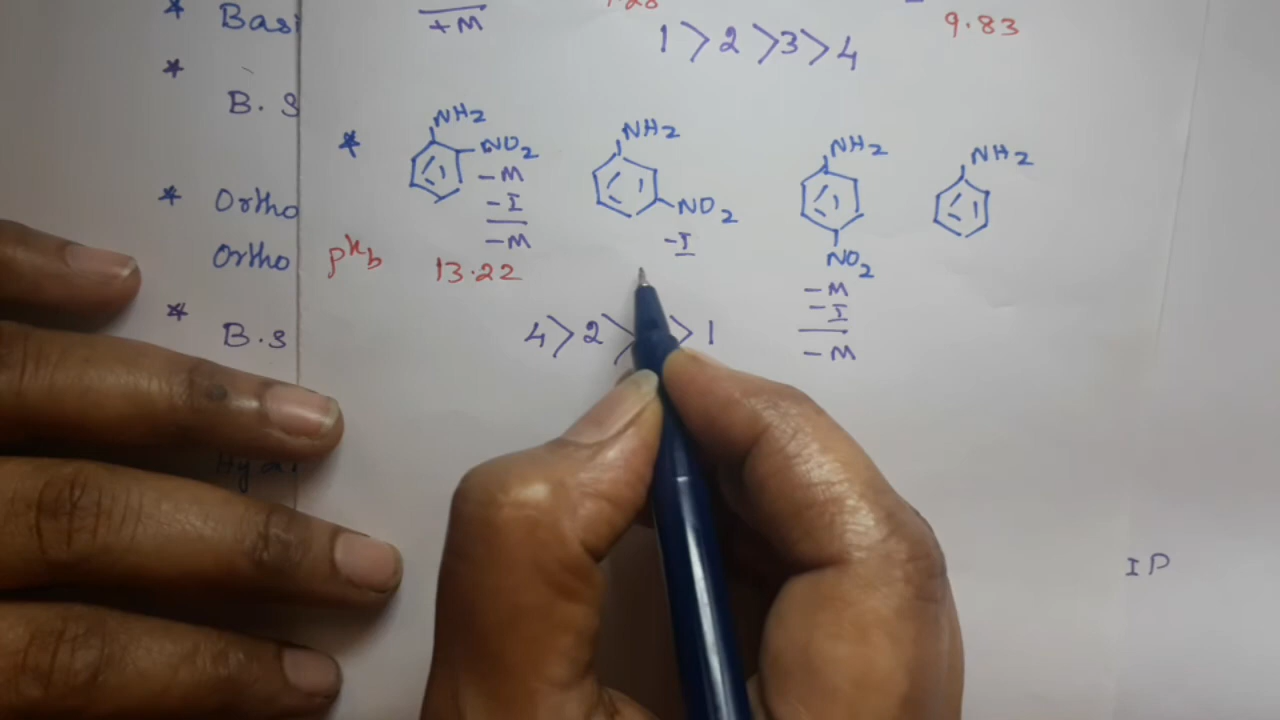 * Basi
+M
9.83
1 > 2 > 3 > 4
*
B. S
* NH2 NO2 NH2 NO2 NH2 NO2 NH2
-M
-I
-M
-I
-M
-I
-M
* Ortho
Ortho
pKb 13.22
* B.S
4 > 2 > > 1
IP